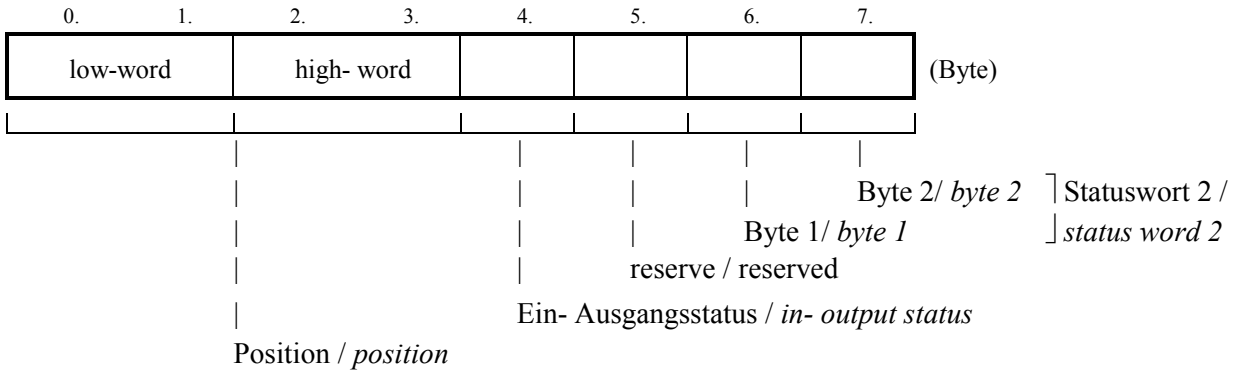 0. 1. 2. 3. 4. 5. 6. 7.
low-word high- word (Byte)
Byte 2/ byte 2 Statuswort 2 /
Byte 1/ byte 1 status word 2
reserve / reserved
Ein- Ausgangsstatus / in- output status
Position / position